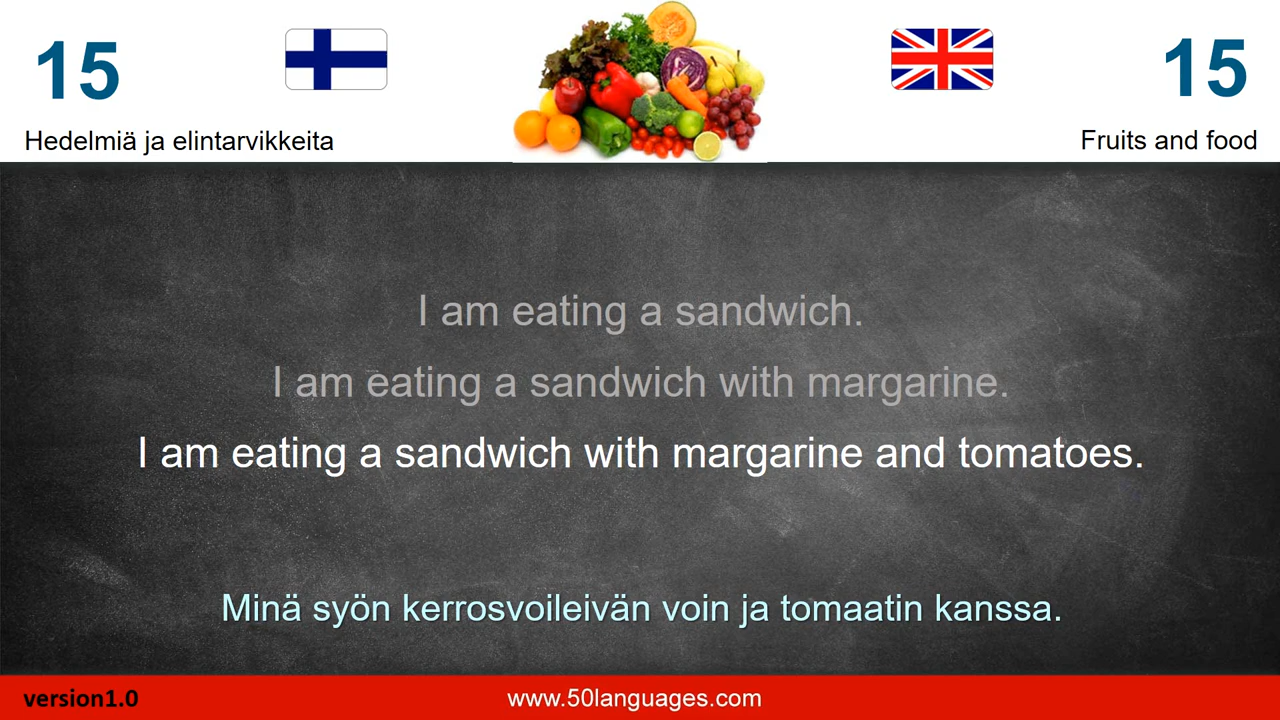 15
15
Hedelmiä ja elintarvikkeita
Fruits and food
I am eating a sandwich.
I am eating a sandwich with margarine.
I am eating a sandwich with margarine and tomatoes.
Minä syön kerrosvoileivän voin ja tomaatin kanssa.
version1.0
www.50languages.com